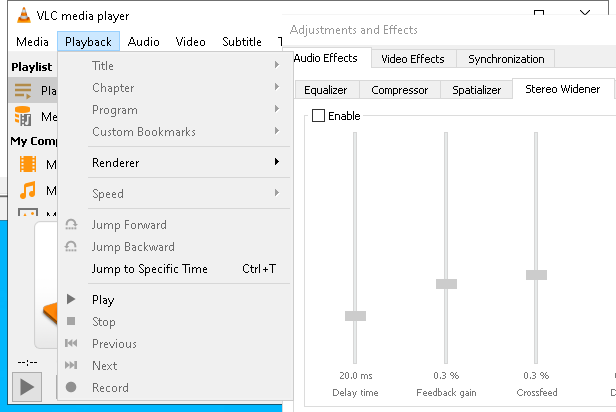 VLC media player
Media Playback Audio Video Subtitle
Playlist
Title
Pla
Chapter
Me
Program
Custom Bookmarks
My Comp
Renderer
M
Speed
M
M
Jump Forward
Jump Backward
Jump to Specific Time Ctrl+T
Play
Stop
Previous
Next
Record
--:--
Adjustments and Effects
Audio Effects Video Effects Synchronization
Equalizer Compressor Spatializer Stereo Widener
Enable
20.0 ms 0.3 % 0.3 %
Delay time Feedback gain Crossfeed